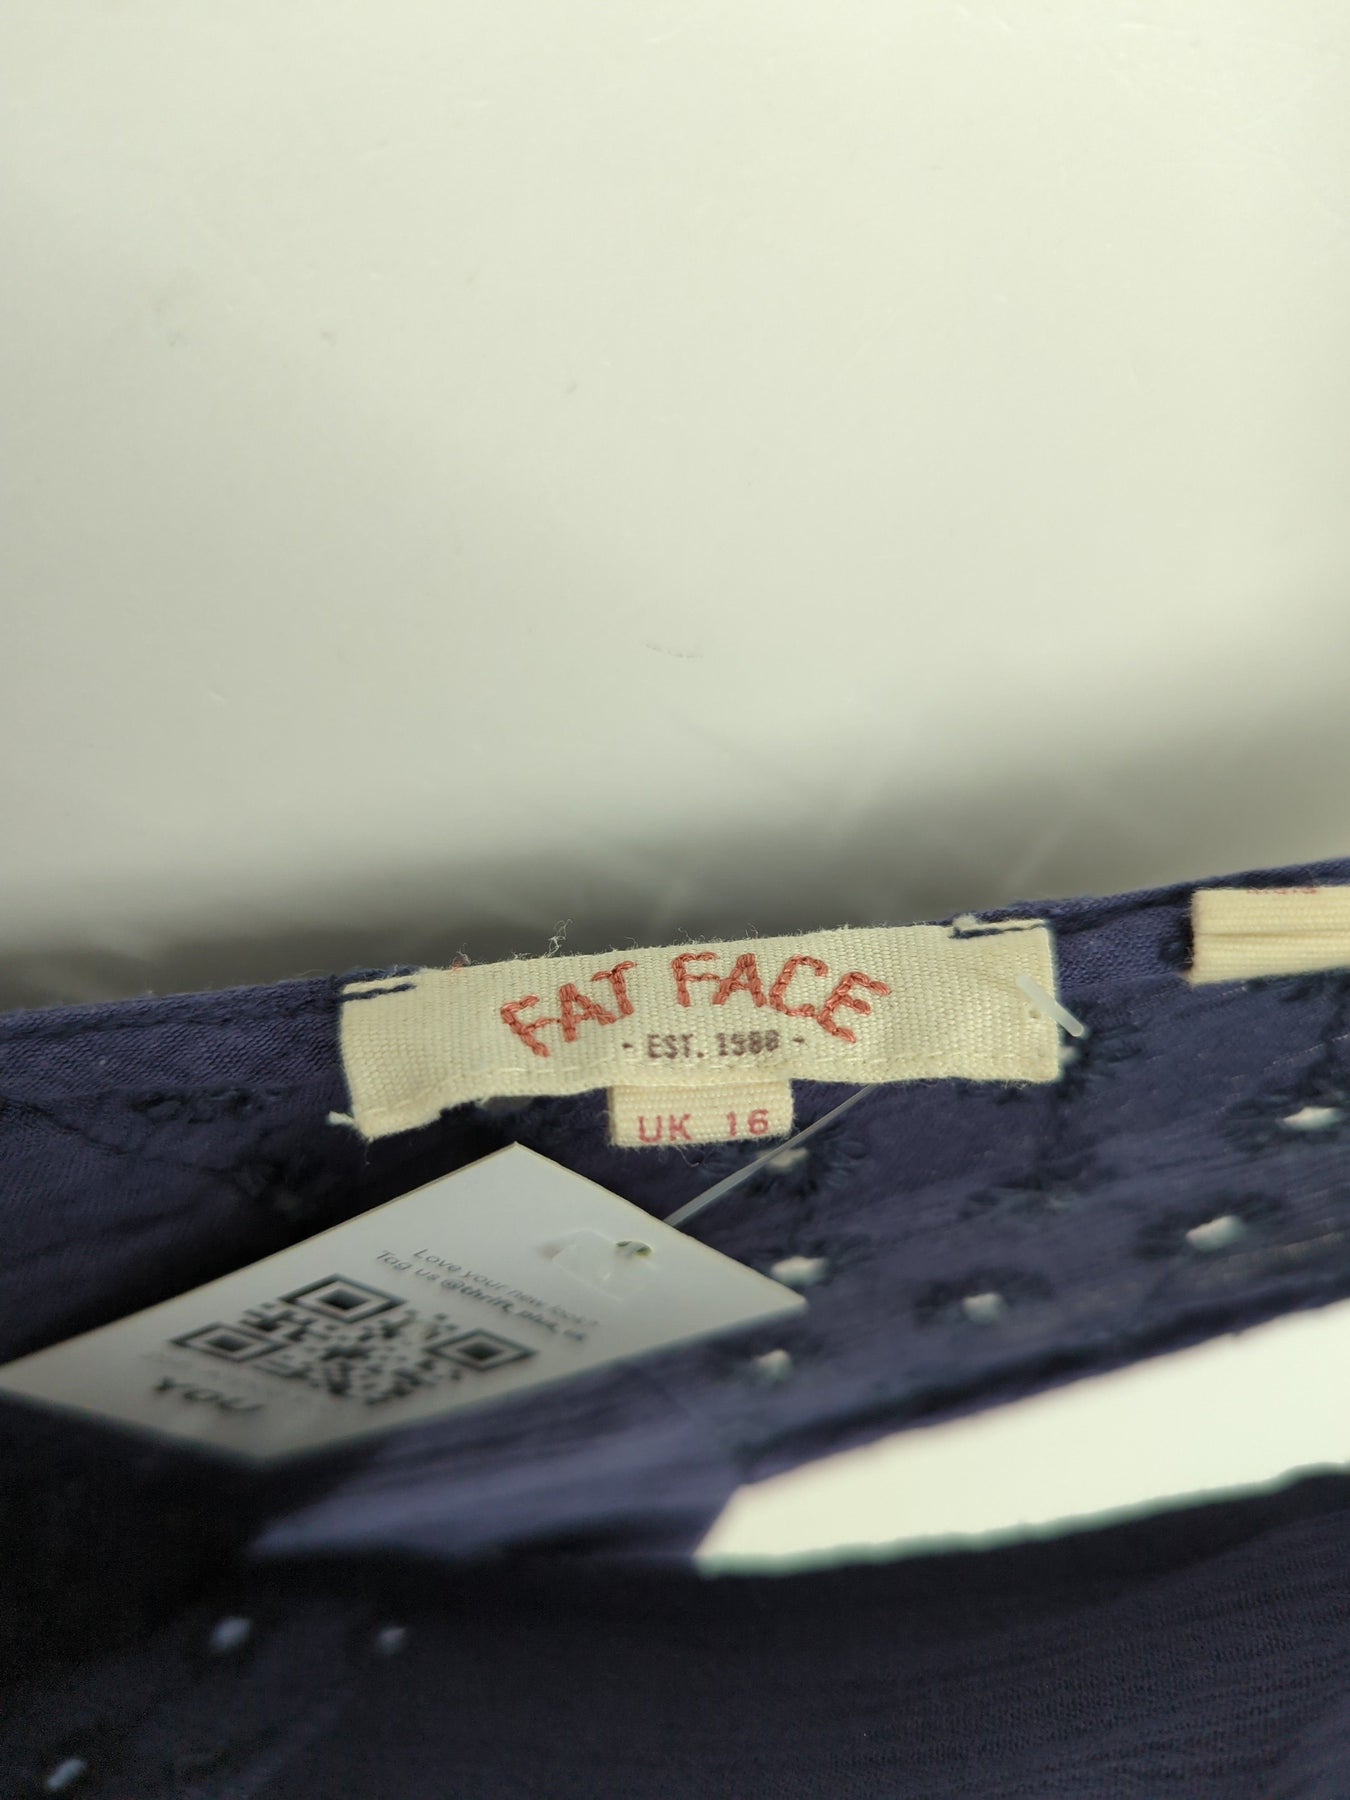 FAT FACE
- EST. 1988 -
UK 16
Love your new look?
Tag us @thrift_plus_uk
YOU